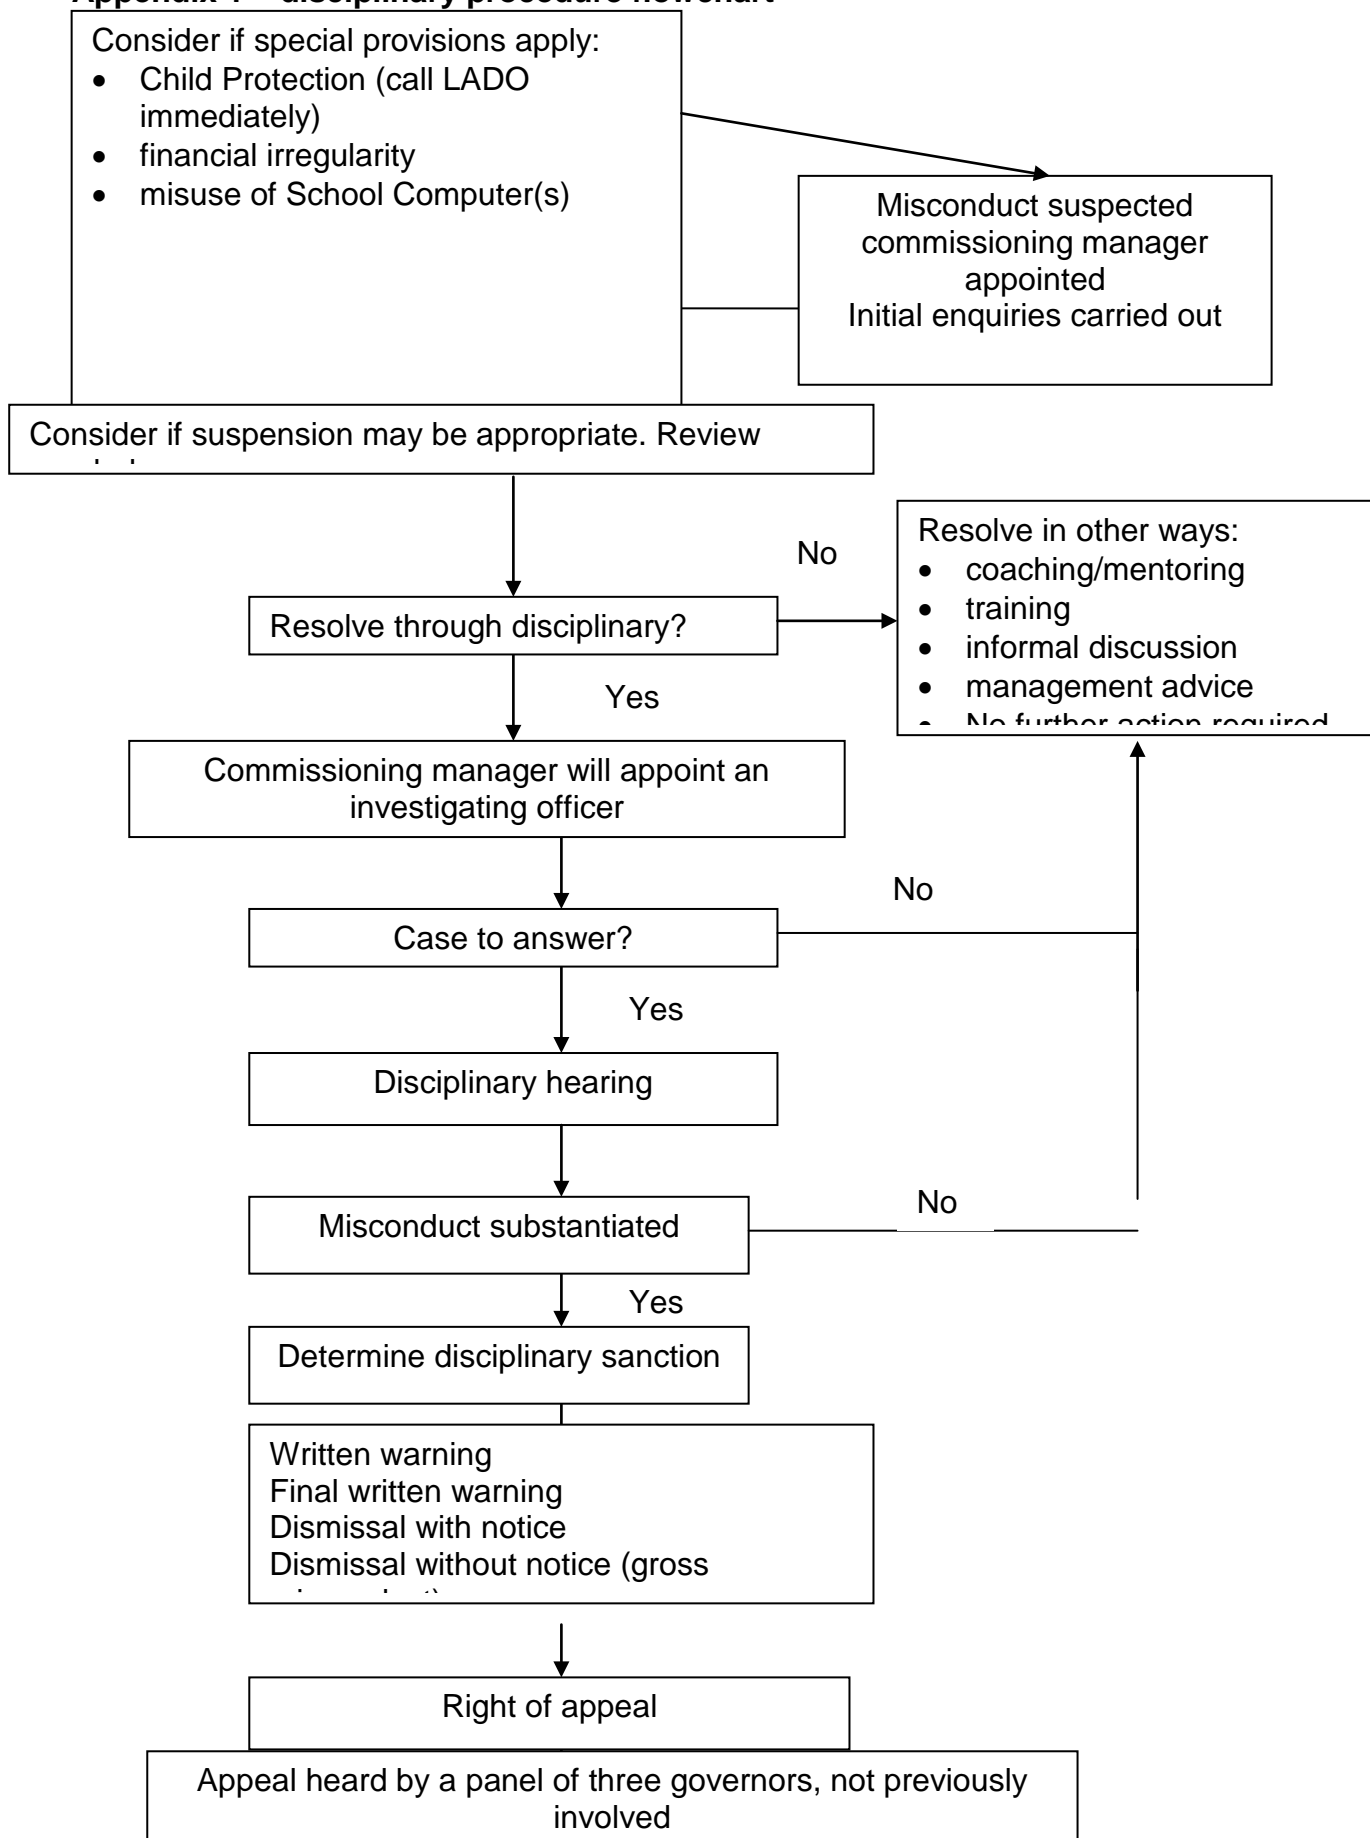 Consider if special provisions apply:
• Child Protection (call LADO
immediately)
• financial irregularity
• misuse of School Computer(s)
Misconduct suspected
commissioning manager
appointed
Initial enquiries carried out
Consider if suspension may be appropriate. Review
No
Resolve in other ways:
• coaching/mentoring
• training
• informal discussion
• management advice
• No further action required
Resolve through disciplinary?
Yes
Commissioning manager will appoint an
investigating officer
No
Case to answer?
Yes
Disciplinary hearing
No
Misconduct substantiated
Yes
Determine disciplinary sanction
Written warning
Final written warning
Dismissal with notice
Dismissal without notice (gross
Right of appeal
Appeal heard by a panel of three governors, not previously
involved